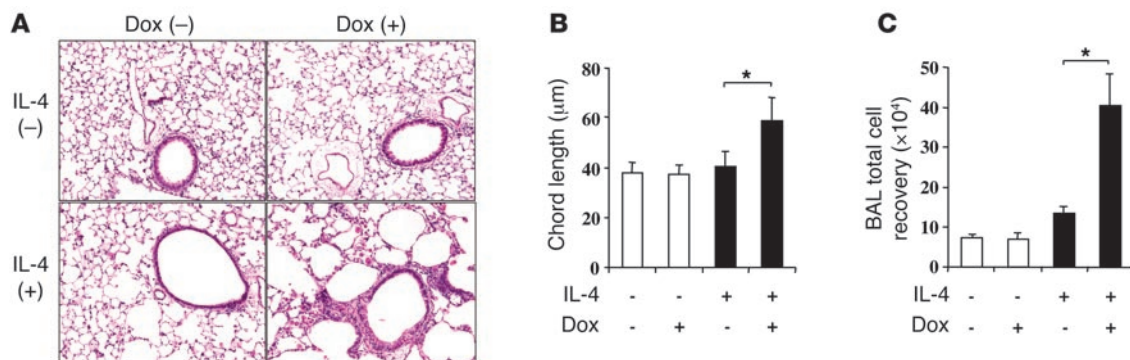 A
Dox (–)
Dox (+)
IL-4
(–)
IL-4
(+)
B
Chord length (μm)
80
60
40
20
0
*
IL-4 - - + +
Dox - + - +
C
BAL total cell
recovery (×10⁴)
50
40
30
20
10
0
*
IL-4 - - + +
Dox - + - +